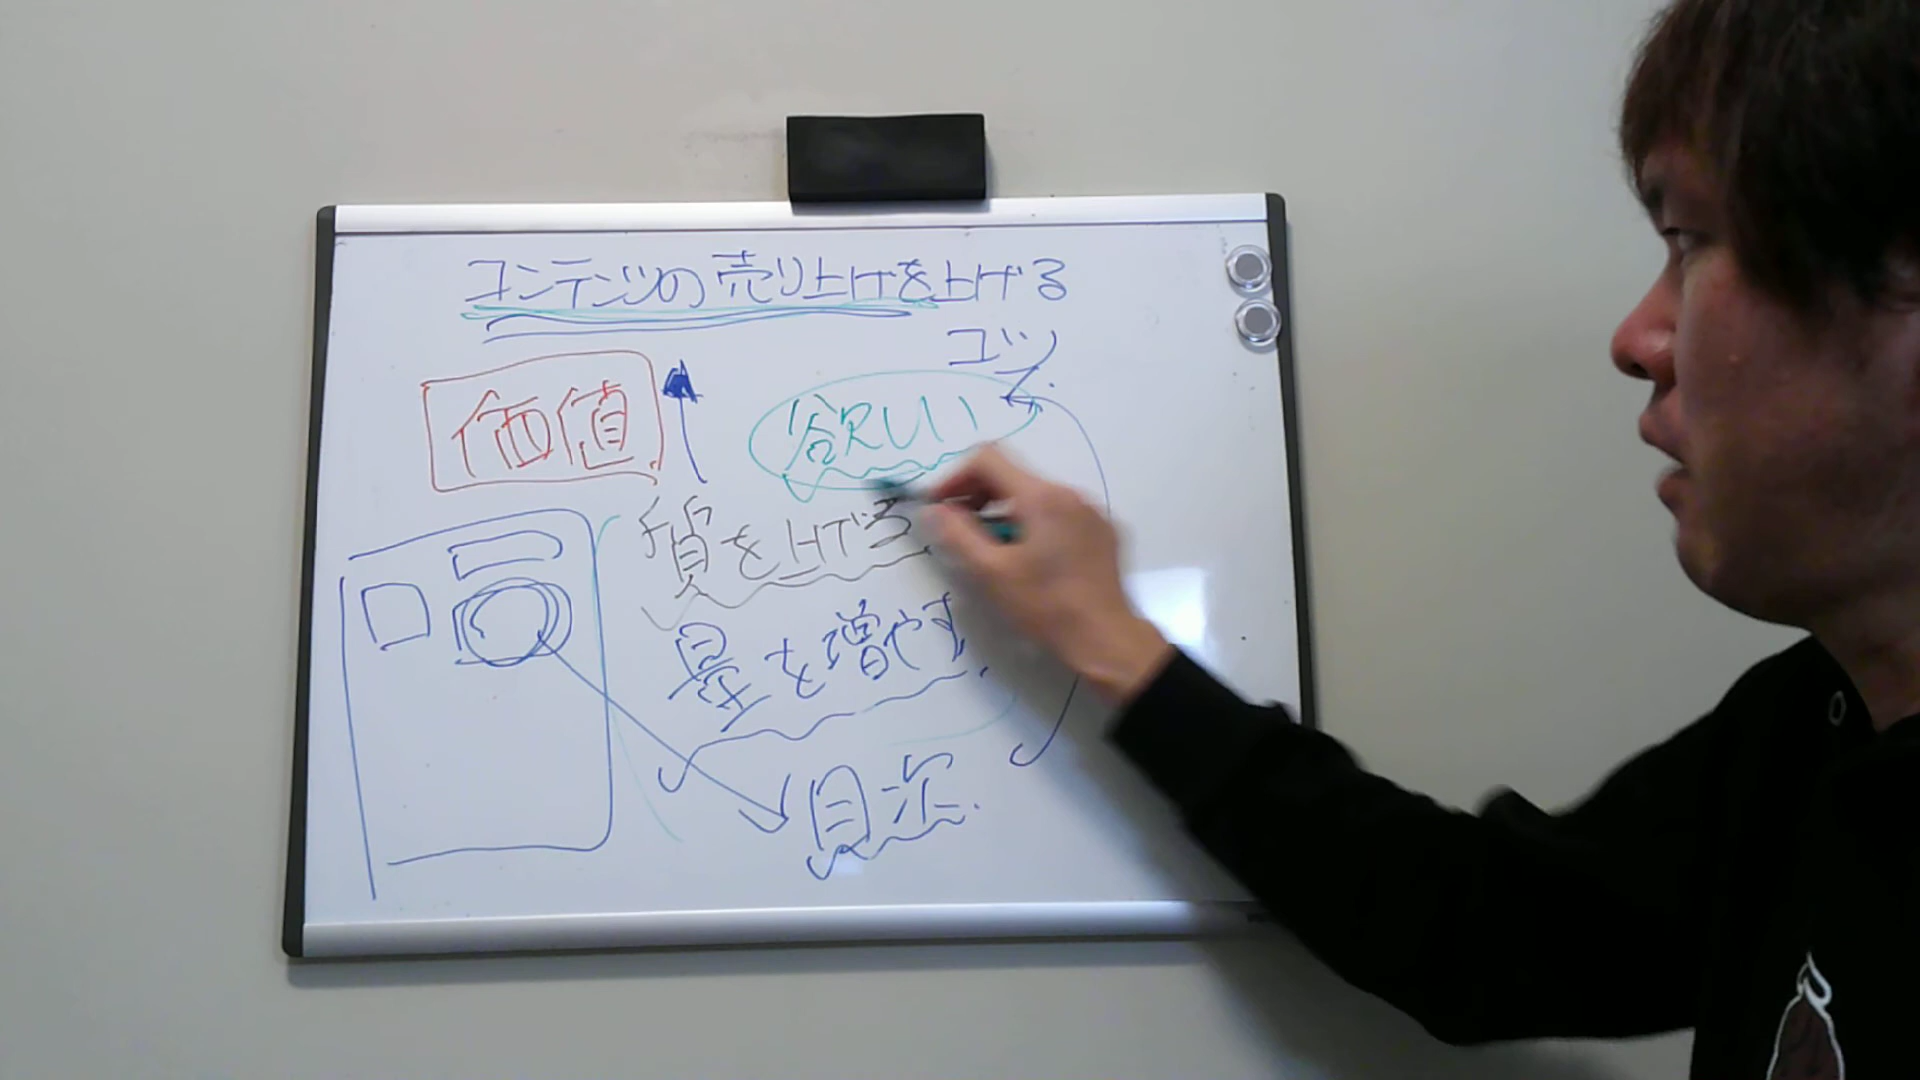 コンテンツの売り上げを上げる
コツ
価値
欲しい
質を上げる
量を増やす
目次